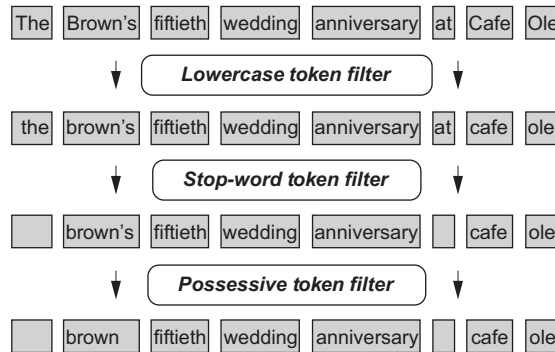 The Brown's fiftieth wedding anniversary at Cafe Ole
Lowercase token filter
the brown's fiftieth wedding anniversary at cafe ole
Stop-word token filter
brown's fiftieth wedding anniversary cafe ole
Possessive token filter
brown fiftieth wedding anniversary cafe ole